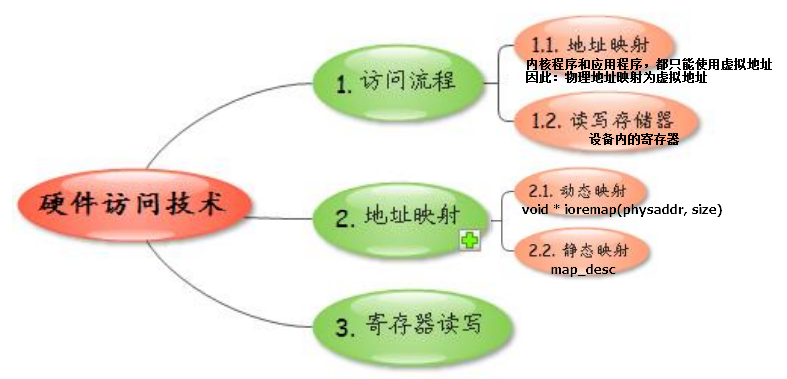 硬件访问技术
1. 访问流程
1.1. 地址映射
内核程序和应用程序，都只能使用虚拟地址
因此：物理地址映射为虚拟地址
1.2. 读写存储器
设备内的寄存器
2. 地址映射
2.1. 动态映射
void * ioremap(physaddr, size)
2.2. 静态映射
map_desc
3. 寄存器读写